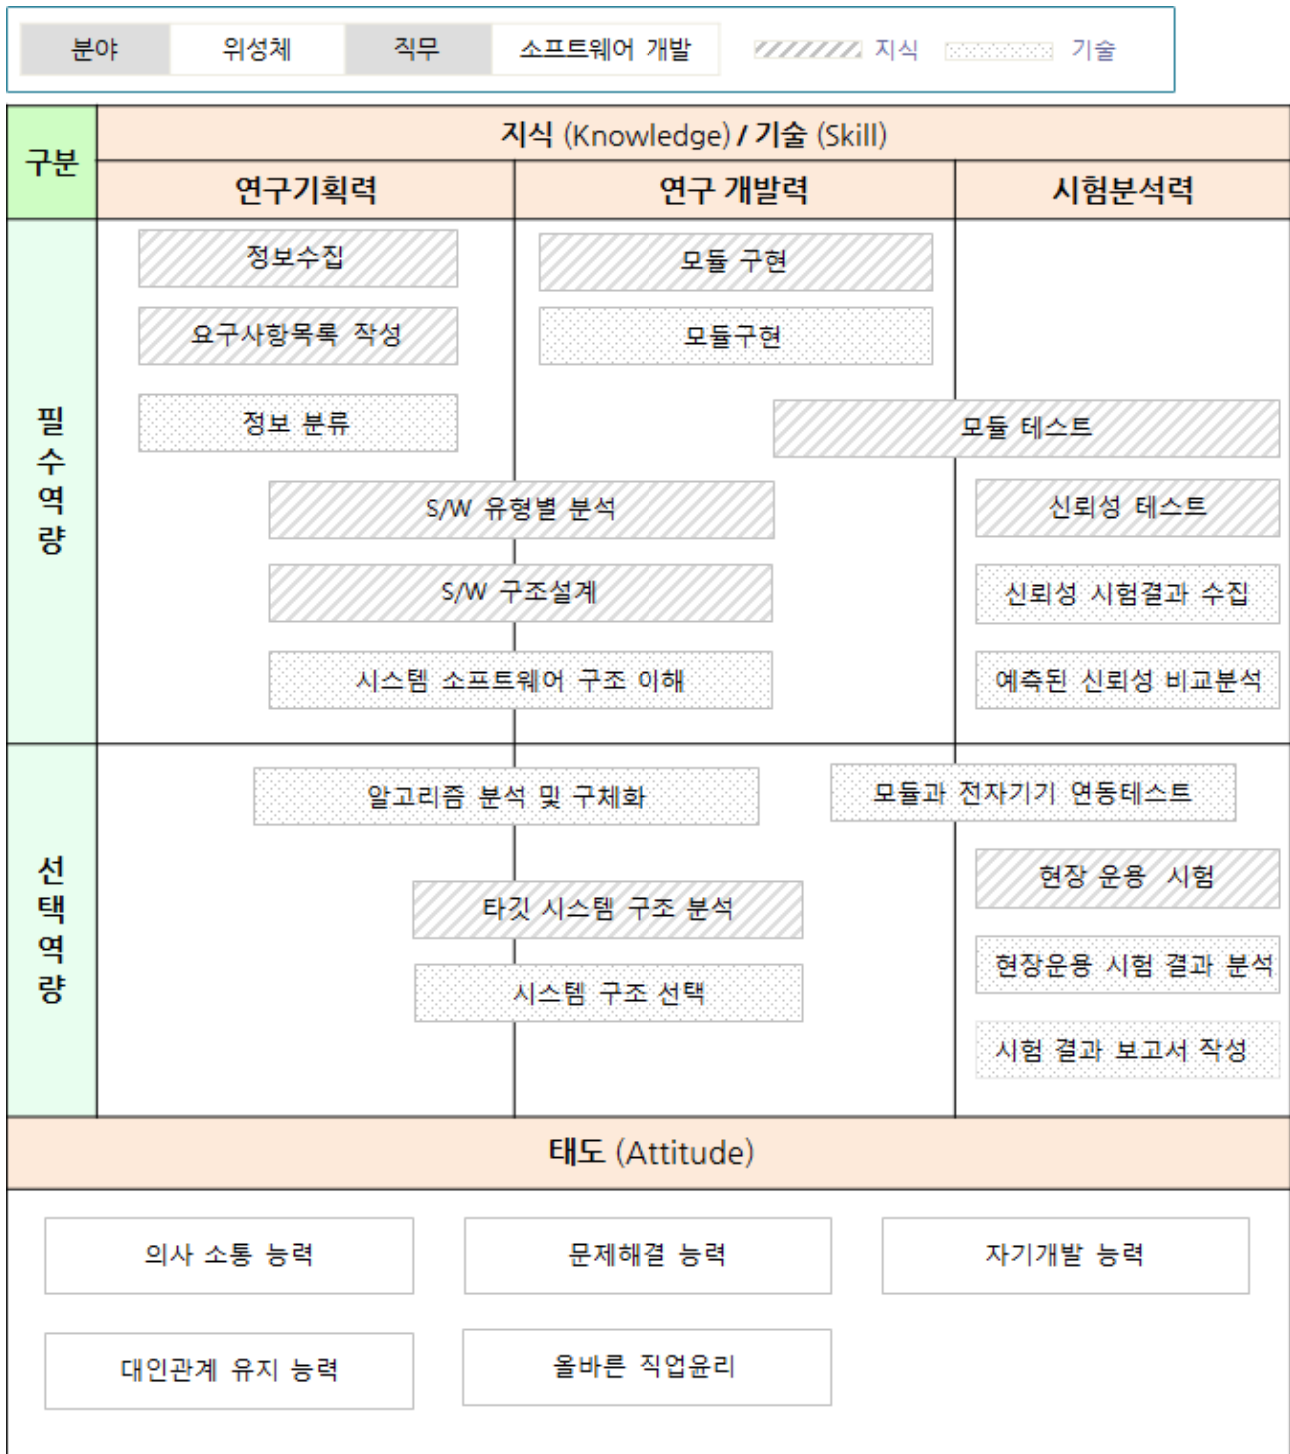 분야 위성체 직무 소프트웨어 개발 지식 기술
구분
지식 (Knowledge) / 기술 (Skill)
연구기획력 연구 개발력 시험분석력
필수역량
정보수집 모듈 구현
요구사항목록 작성 모듈구현
정보 분류 모듈 테스트
S/W 유형별 분석 신뢰성 테스트
S/W 구조설계 신뢰성 시험결과 수집
시스템 소프트웨어 구조 이해 예측된 신뢰성 비교분석
선택역량
알고리즘 분석 및 구체화 모듈과 전자기기 연동테스트
현장 운용 시험
타깃 시스템 구조 분석
현장운용 시험 결과 분석
시스템 구조 선택
시험 결과 보고서 작성
태도 (Attitude)
의사 소통 능력 문제해결 능력 자기개발 능력
대인관계 유지 능력 올바른 직업윤리